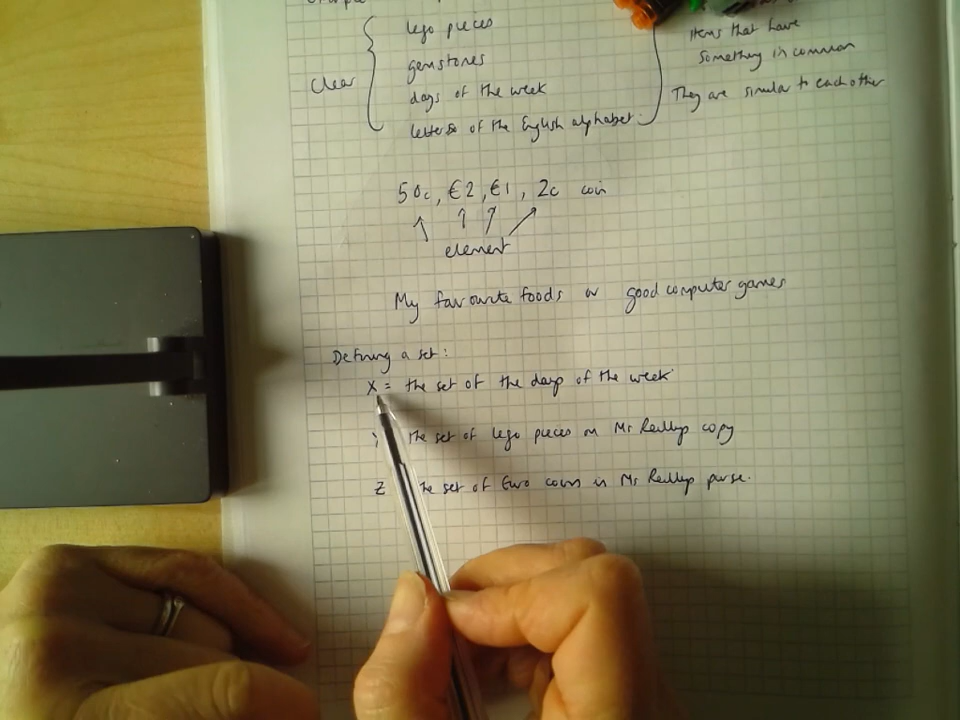 Clear
lego pieces
gemstones
days of the week
letters of the English alphabet.
items that have
something in common
They are similar to each other
50c, €2, €1, 2c coin
element
My favourite foods or good computer games
Defining a set:
X = the set of the days of the week
the set of lego pieces on Ms Reillys copy
Z the set of Euro coins in Ms Reillys purse.